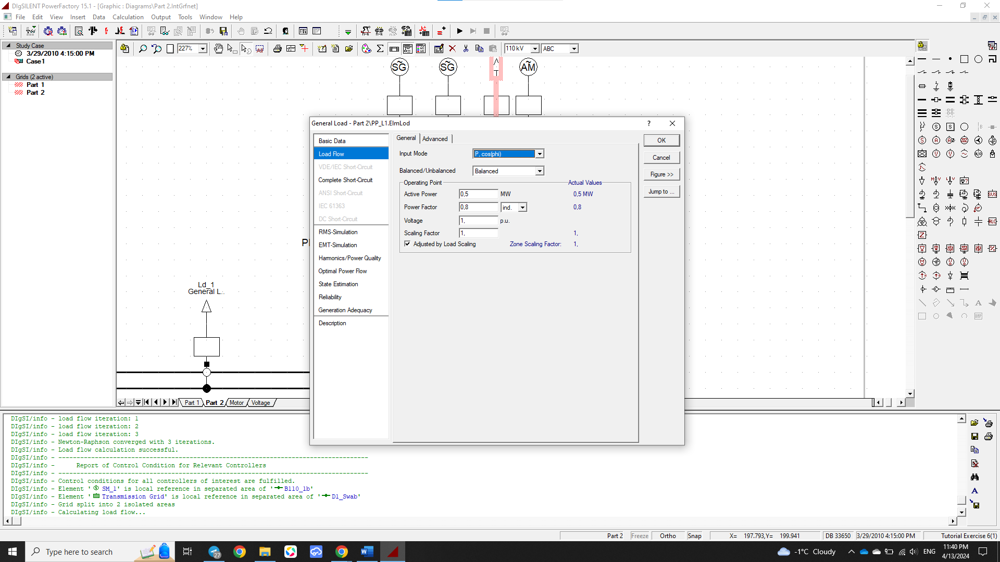 DIgSILENT PowerFactory 15.1 - [Graphic : Diagrams\Part 2.IntGrfnet]
File Edit View Insert Data Calculation Output Tools Window Help
227% 110 kV ABC
Study Case
3/29/2010 4:15:00 PM
Case1
Grids (2 active)
Part 1
Part 2
SG SG T AM
General Load - Part 2\PP_L1.ElmLod ?
Basic Data
Load Flow
VDE/IEC Short-Circuit
Complete Short-Circuit
ANSI Short-Circuit
IEC 61363
DC Short-Circuit
RMS-Simulation
EMT-Simulation
Harmonics/Power Quality
Optimal Power Flow
State Estimation
Reliability
Generation Adequacy
Description
General Advanced
Input Mode P, cos(phi)
Balanced/Unbalanced Balanced
Operating Point Actual Values
Active Power 0,5 MW 0,5 MW
Power Factor 0,8 ind. 0,8
Voltage 1, p.u.
Scaling Factor 1, 1,
Adjusted by Load Scaling Zone Scaling Factor: 1,
OK
Cancel
Figure >>
Jump to ...
Ld_1
General L..
Part 1 Part 2 Motor Voltage
DIgSI/info - load flow iteration: 1
DIgSI/info - load flow iteration: 2
DIgSI/info - load flow iteration: 3
DIgSI/info - Newton-Raphson converged with 3 iterations.
DIgSI/info - Load flow calculation successful.
DIgSI/info - ------------------------------------------------------------------------------------
DIgSI/info - Report of Control Condition for Relevant Controllers
DIgSI/info - ------------------------------------------------------------------------------------
DIgSI/info - Control conditions for all controllers of interest are fulfilled.
DIgSI/info - Element ' SM_1' is local reference in separated area of ' B110_1b'
DIgSI/info - Element ' Transmission Grid' is local reference in separated area of ' D1_Swab'
DIgSI/info - Grid split into 2 isolated areas
DIgSI/info - Calculating load flow...
Part 2 Freeze Ortho Snap X= 197.793,Y= 199.941 DB 33650 3/29/2010 4:15:00 PM Tutorial Exercise 6(1)
Type here to search
27
-1°C Cloudy
ENG
11:40 PM
4/13/2024